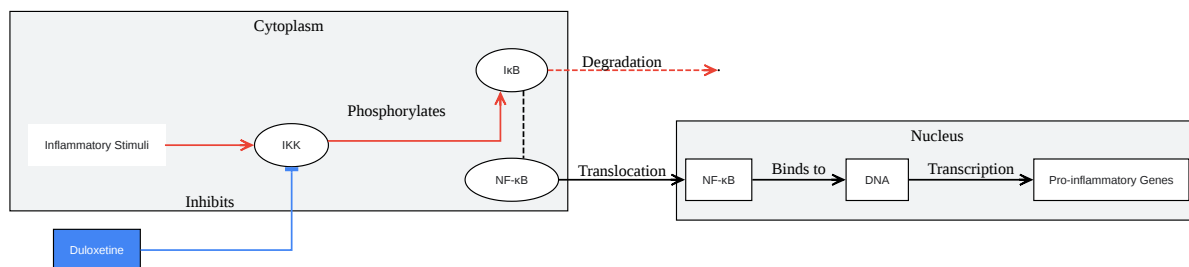 Cytoplasm
IκB
Degradation
Phosphorylates
Inflammatory Stimuli
IKK
Nucleus
NF-κB
Translocation
NF-κB
Binds to
DNA
Transcription
Pro-inflammatory Genes
Inhibits
Duloxetine